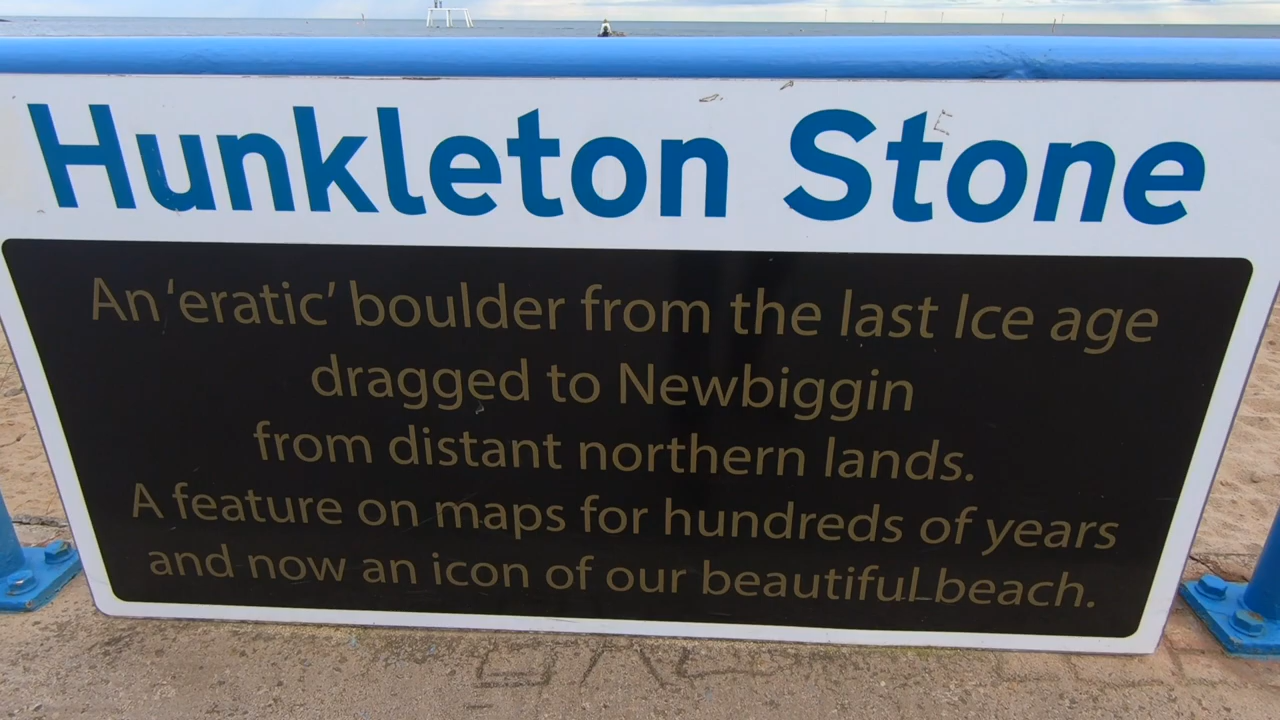 Hunkleton Stone
An 'eratic' boulder from the last Ice age
dragged to Newbiggin
from distant northern lands.
A feature on maps for hundreds of years
and now an icon of our beautiful beach.